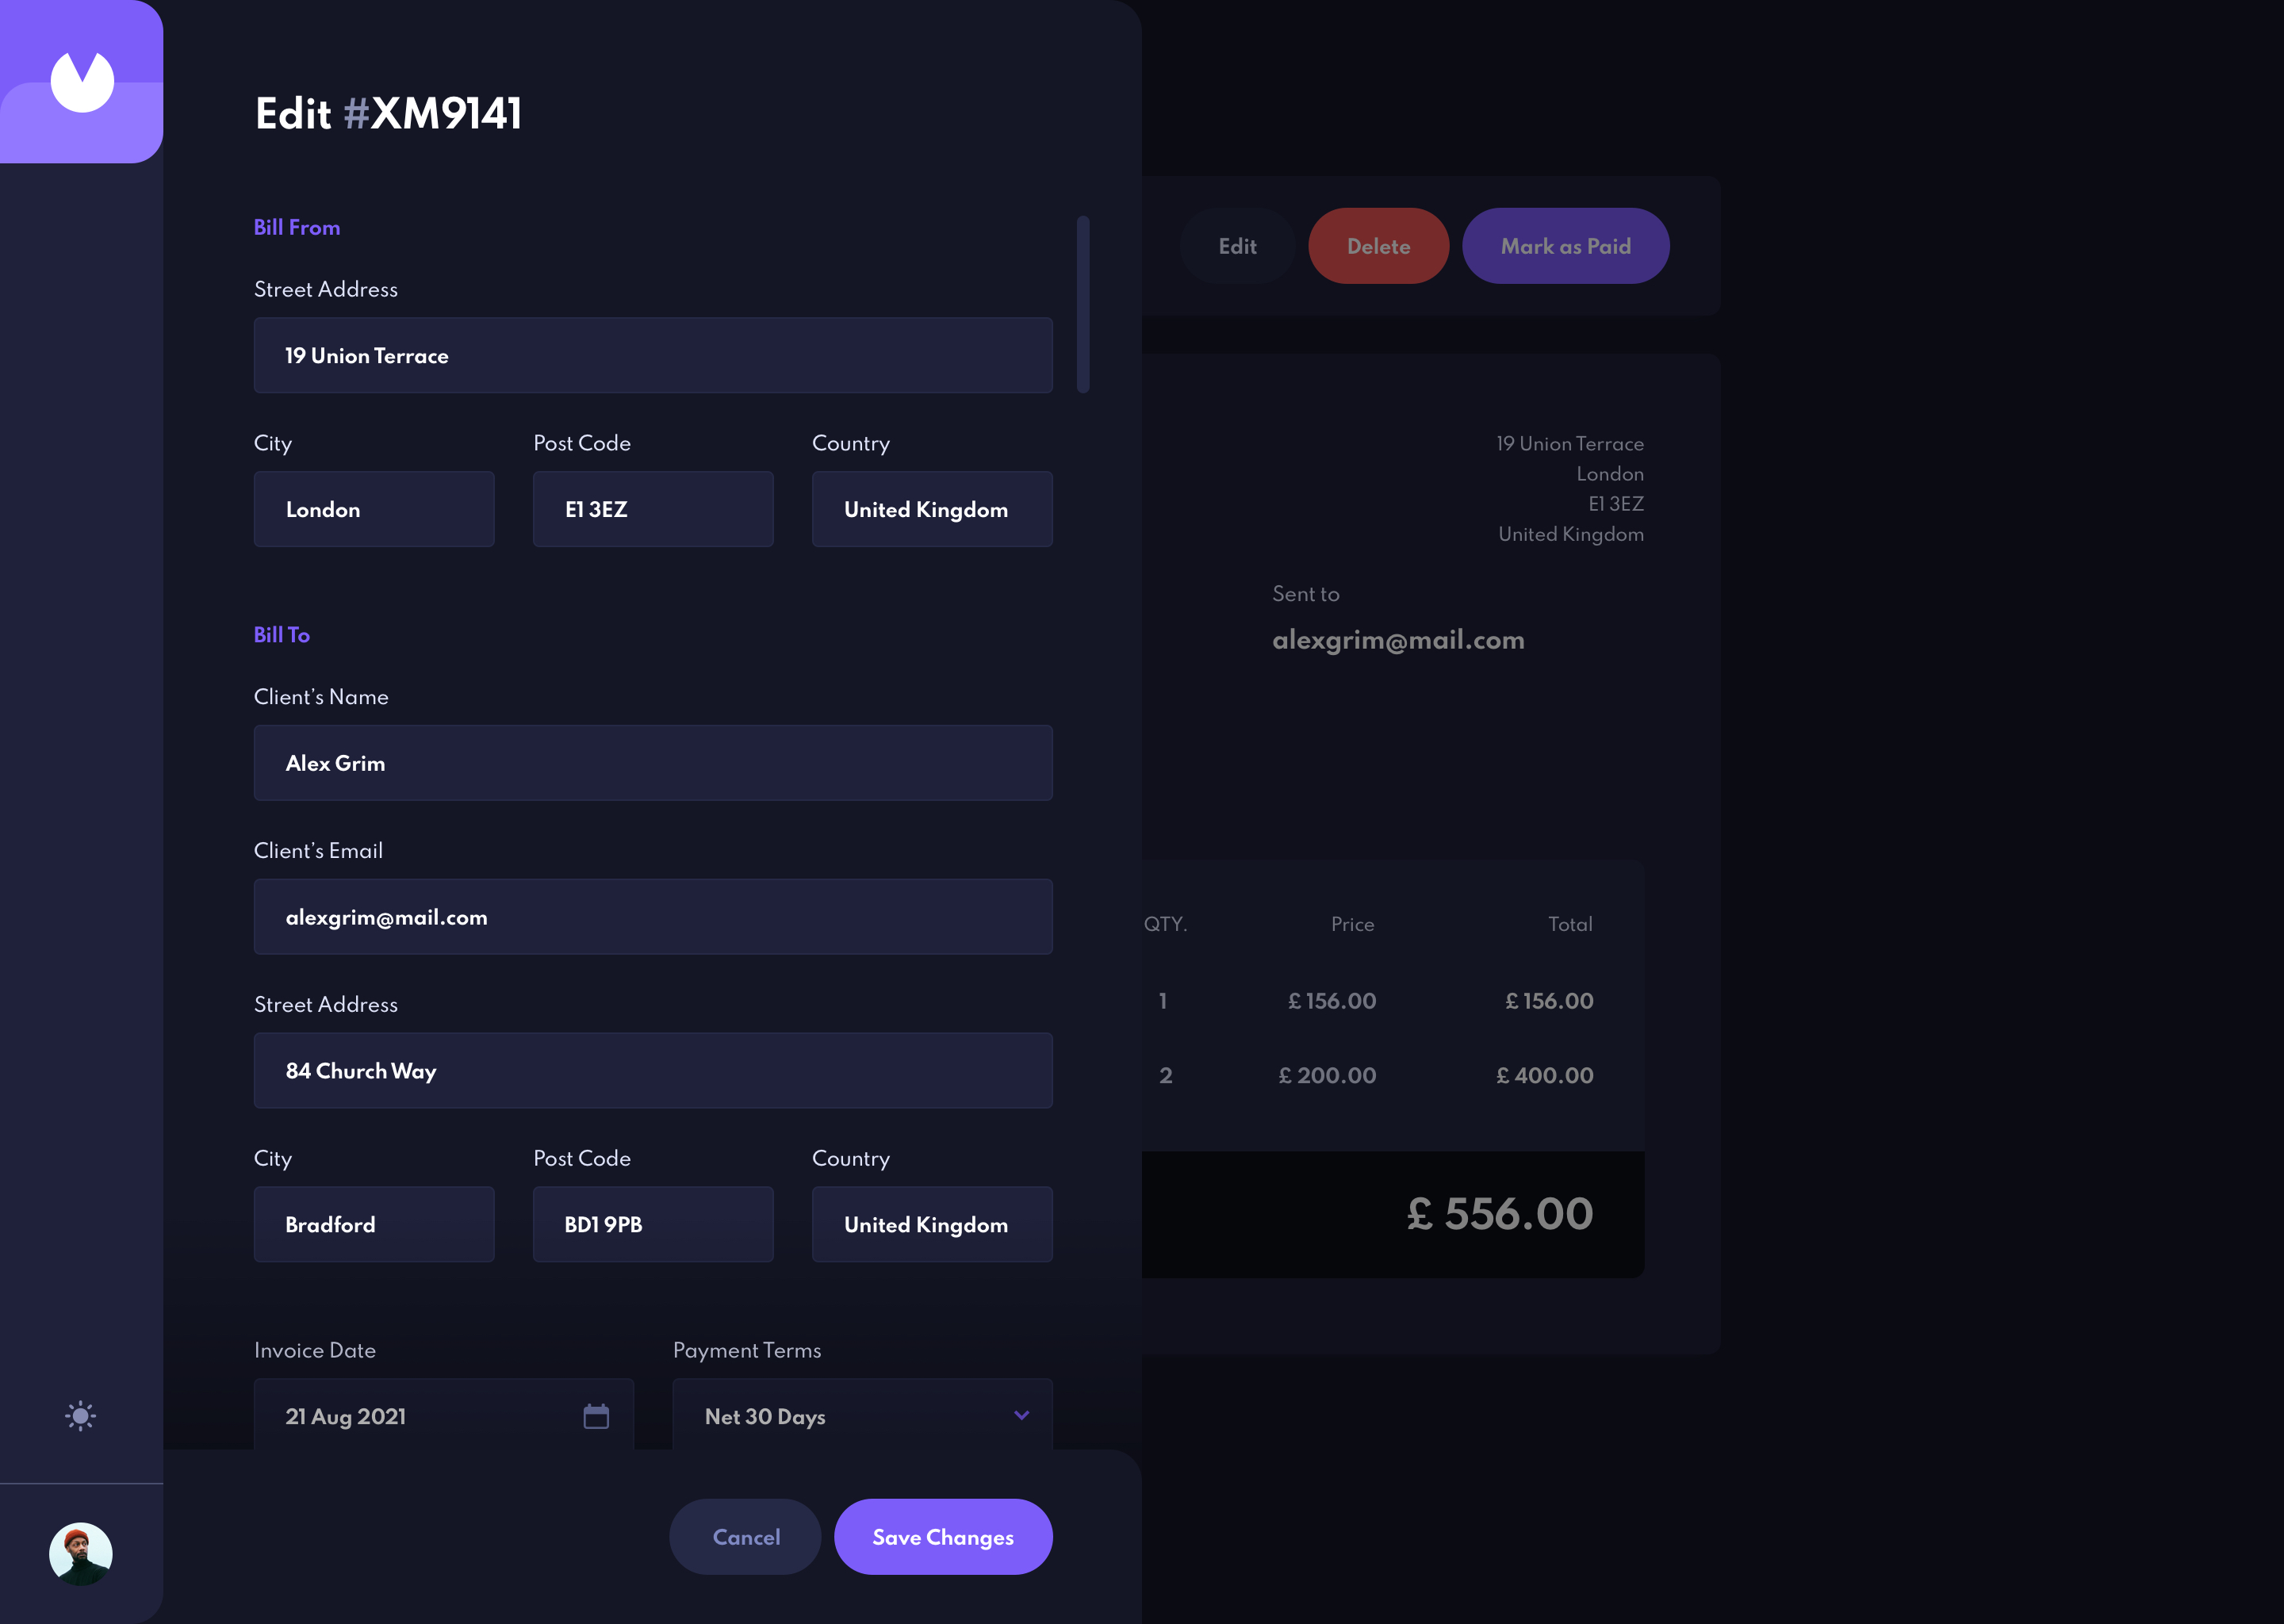 Edit #XM9141
Bill From
Street Address
19 Union Terrace
City Post Code Country
London E1 3EZ United Kingdom
Bill To
Client’s Name
Alex Grim
Client’s Email
alexgrim@mail.com
Street Address
84 Church Way
City Post Code Country
Bradford BD1 9PB United Kingdom
Invoice Date Payment Terms
21 Aug 2021 Net 30 Days
Cancel Save Changes
Edit Delete Mark as Paid
19 Union Terrace
London
E1 3EZ
United Kingdom
Sent to
alexgrim@mail.com
QTY. Price Total
1 £ 156.00 £ 156.00
2 £ 200.00 £ 400.00
£ 556.00